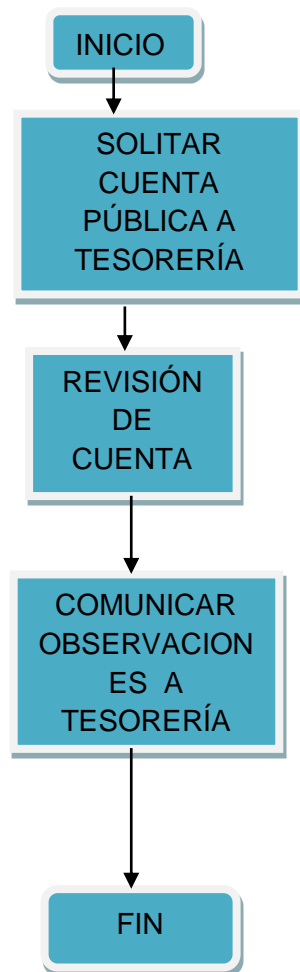 INICIO
SOLITAR
CUENTA
PÚBLICA A
TESORERÍA
REVISIÓN
DE
CUENTA
COMUNICAR
OBSERVACION
ES A
TESORERÍA
FIN